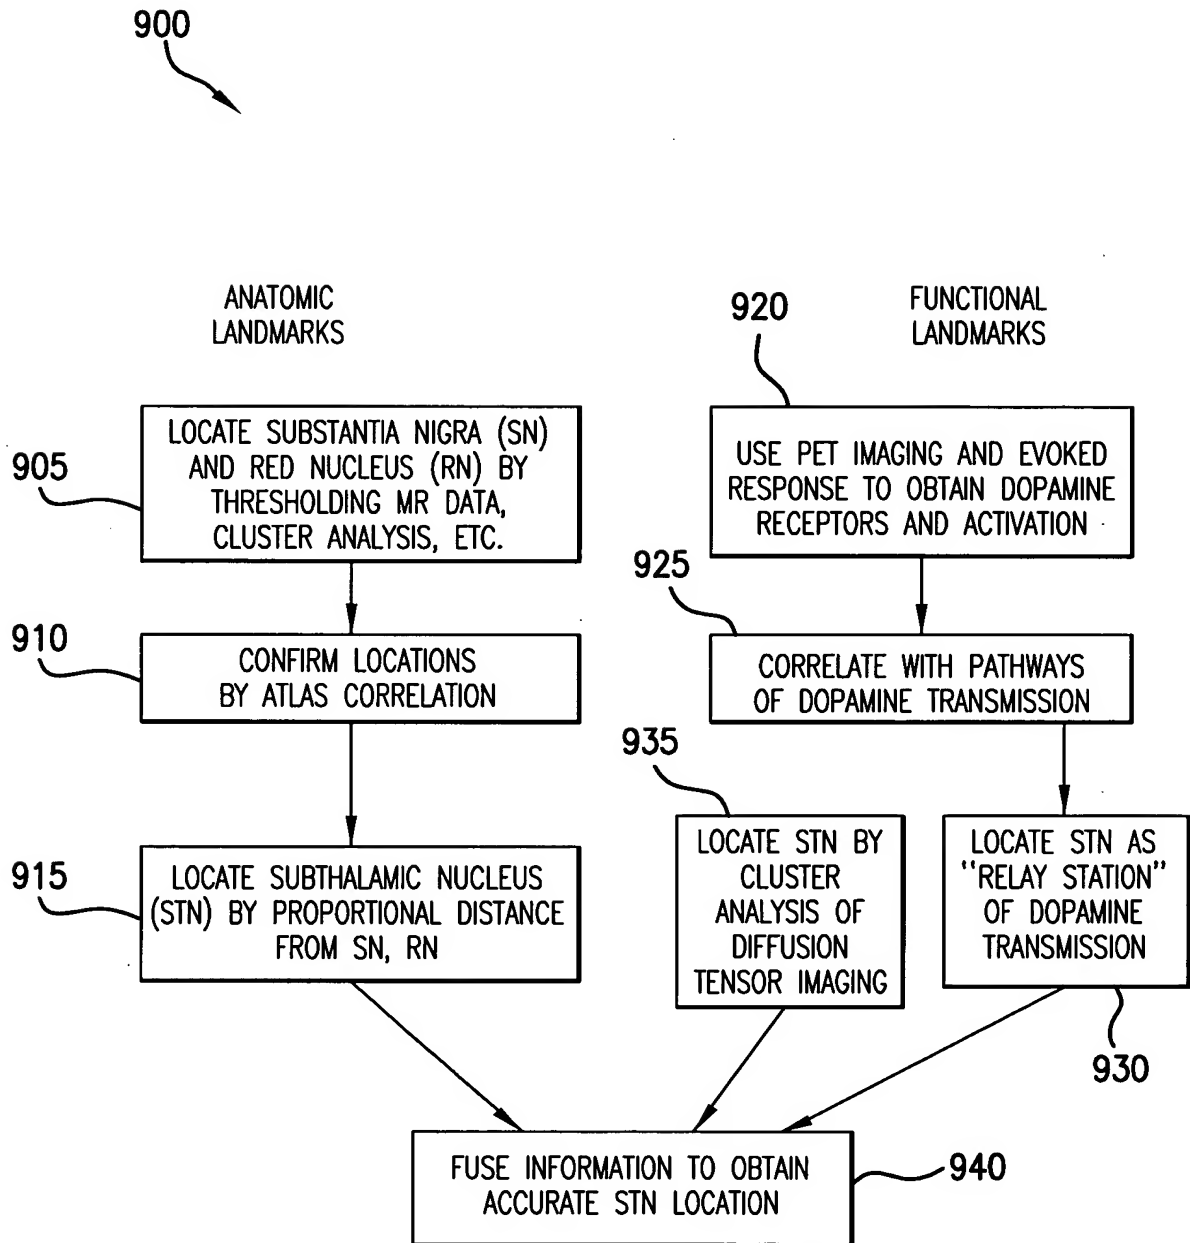 900
ANATOMIC
LANDMARKS
FUNCTIONAL
LANDMARKS
905
LOCATE SUBSTANTIA NIGRA (SN)
AND RED NUCLEUS (RN) BY
THRESHOLDING MR DATA,
CLUSTER ANALYSIS, ETC.
910
CONFIRM LOCATIONS
BY ATLAS CORRELATION
915
LOCATE SUBTHALAMIC NUCLEUS
(STN) BY PROPORTIONAL DISTANCE
FROM SN, RN
920
USE PET IMAGING AND EVOKED
RESPONSE TO OBTAIN DOPAMINE
RECEPTORS AND ACTIVATION
925
CORRELATE WITH PATHWAYS
OF DOPAMINE TRANSMISSION
935
LOCATE STN BY
CLUSTER
ANALYSIS OF
DIFFUSION
TENSOR IMAGING
LOCATE STN AS
"RELAY STATION"
OF DOPAMINE
TRANSMISSION
930
FUSE INFORMATION TO OBTAIN
ACCURATE STN LOCATION
940